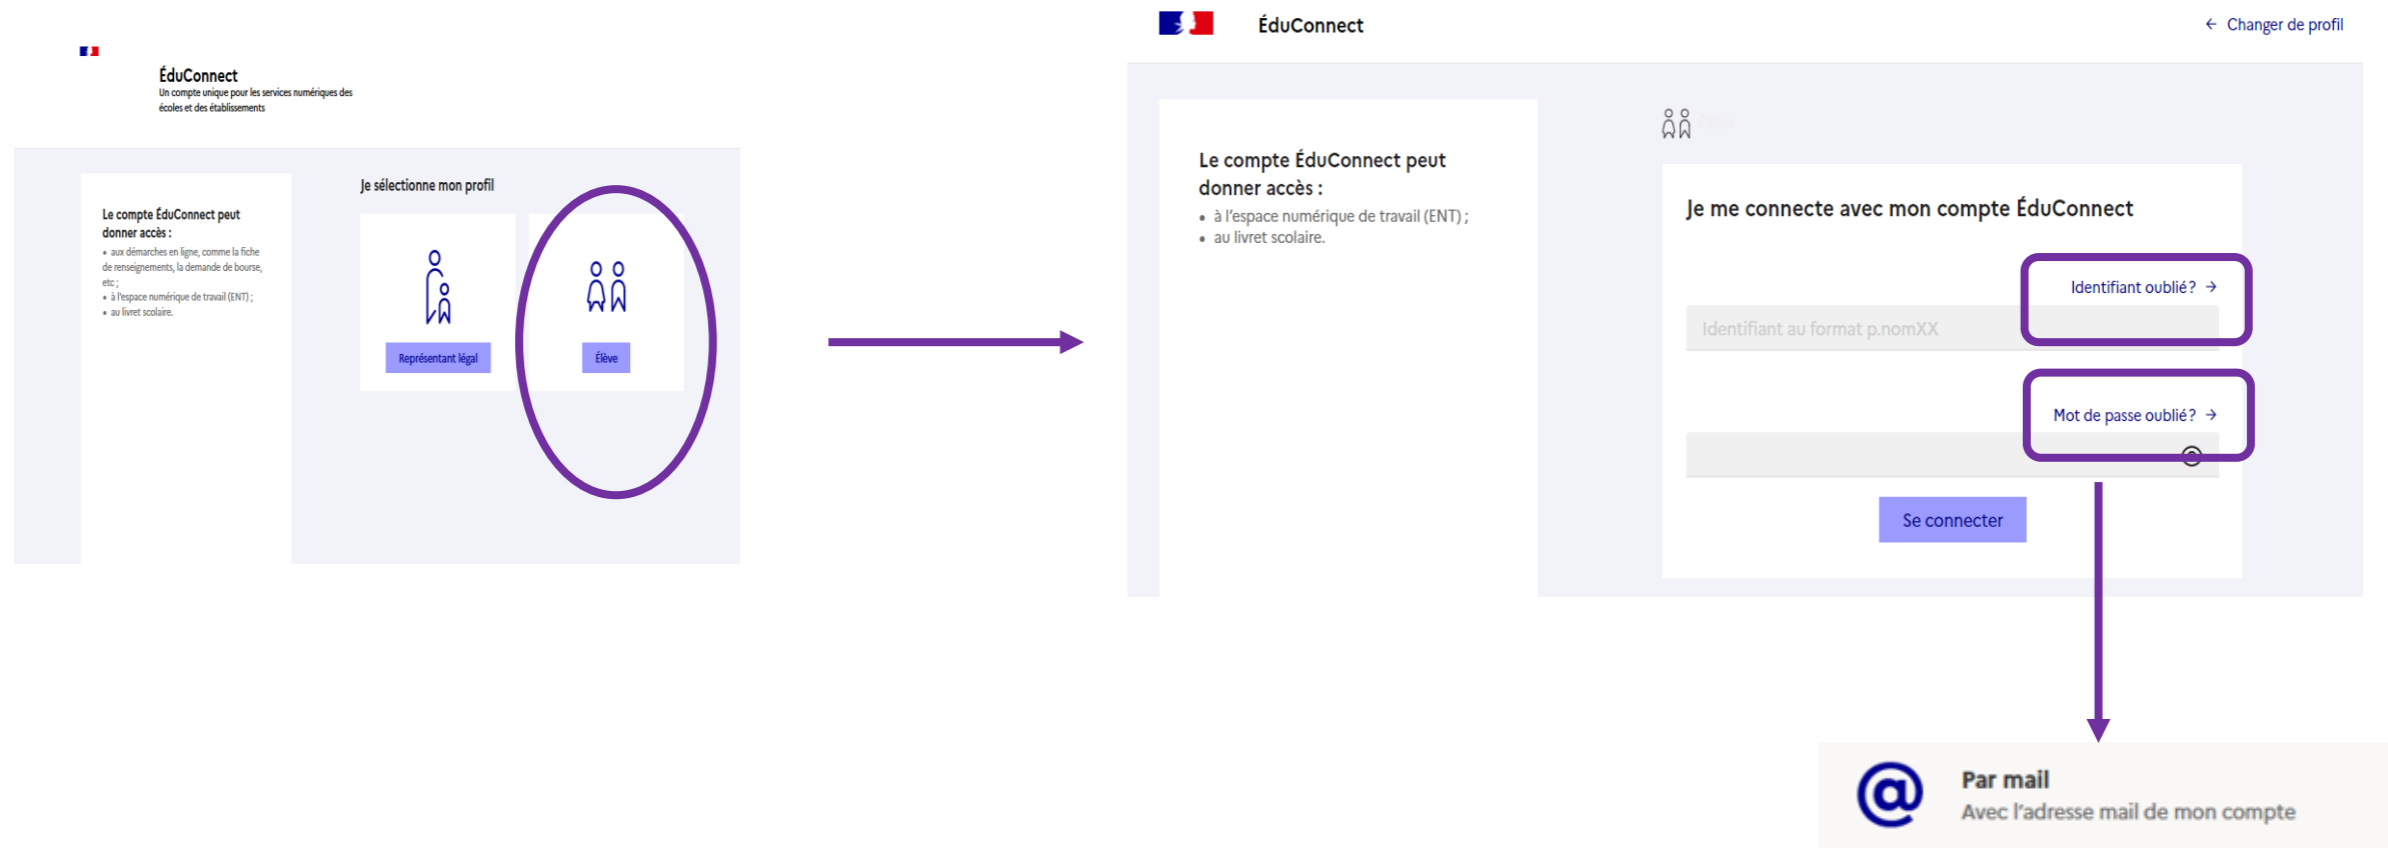 ÉduConnect
Un compte unique pour les services numériques des
écoles et des établissements
Le compte ÉduConnect peut
donner accès :
• aux démarches en ligne, comme la fiche
de renseignements, la demande de bourse,
etc ;
• à l'espace numérique de travail (ENT) ;
• au livret scolaire.
Je sélectionne mon profil
Représentant légal
Élève
ÉduConnect
← Changer de profil
Le compte ÉduConnect peut
donner accès :
• à l'espace numérique de travail (ENT) ;
• au livret scolaire.
Je me connecte avec mon compte ÉduConnect
Identifiant oublié? →
Identifiant au format p.nomXX
Mot de passe oublié? →
Se connecter
@
Par mail
Avec l'adresse mail de mon compte